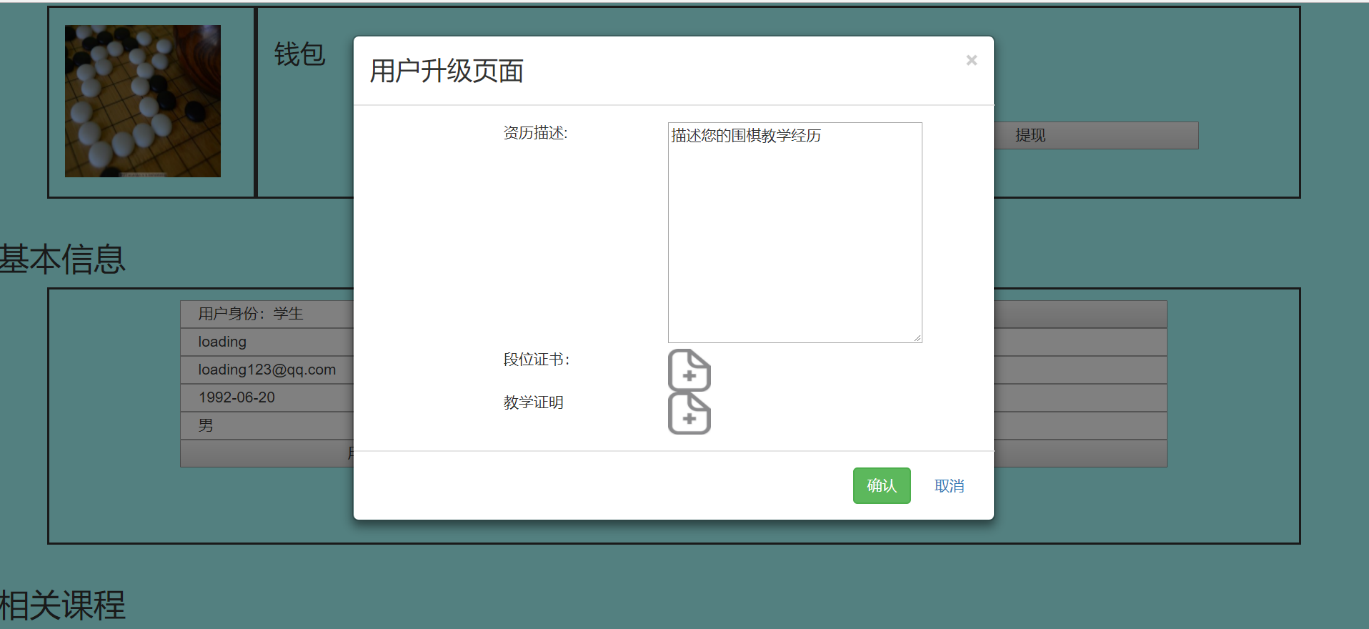 钱包
用户升级页面
×
资历描述:
描述您的围棋教学经历
提现
基本信息
用户身份：学生
loading
loading123@qq.com
1992-06-20
男
段位证书：
教学证明
确认
取消
相关课程